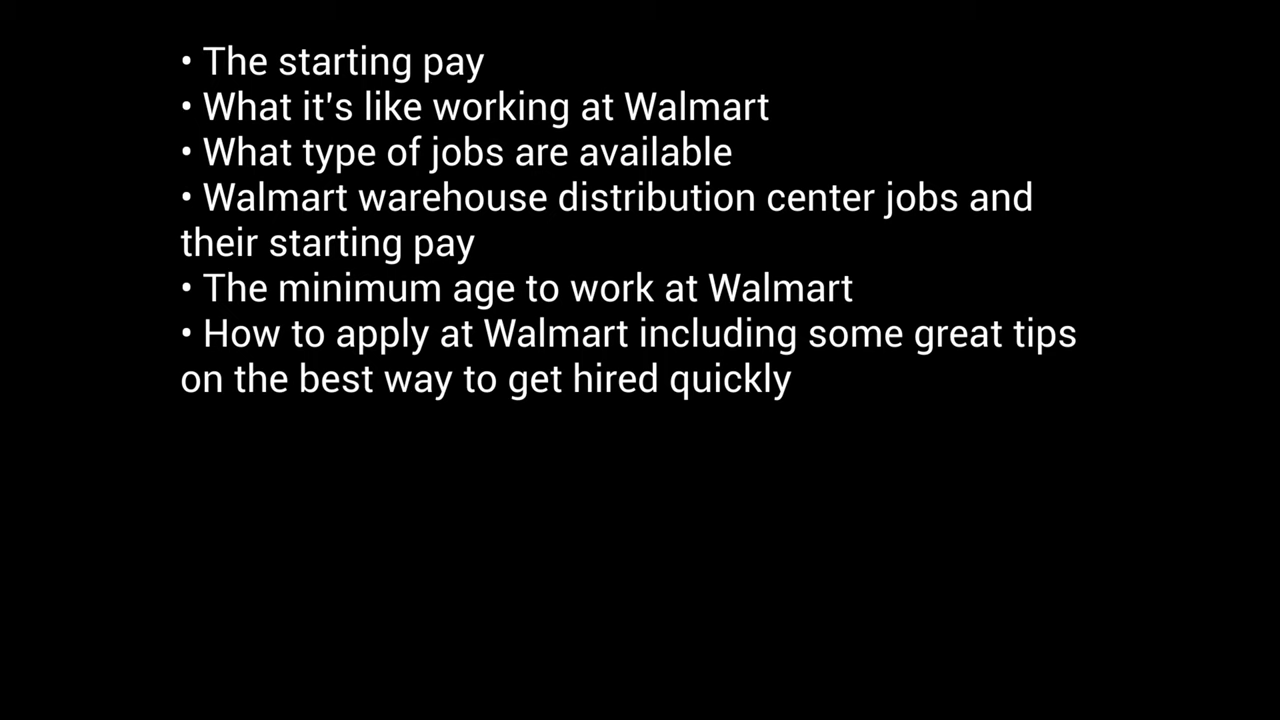 • The starting pay
• What it's like working at Walmart
• What type of jobs are available
• Walmart warehouse distribution center jobs and
their starting pay
• The minimum age to work at Walmart
• How to apply at Walmart including some great tips
on the best way to get hired quickly